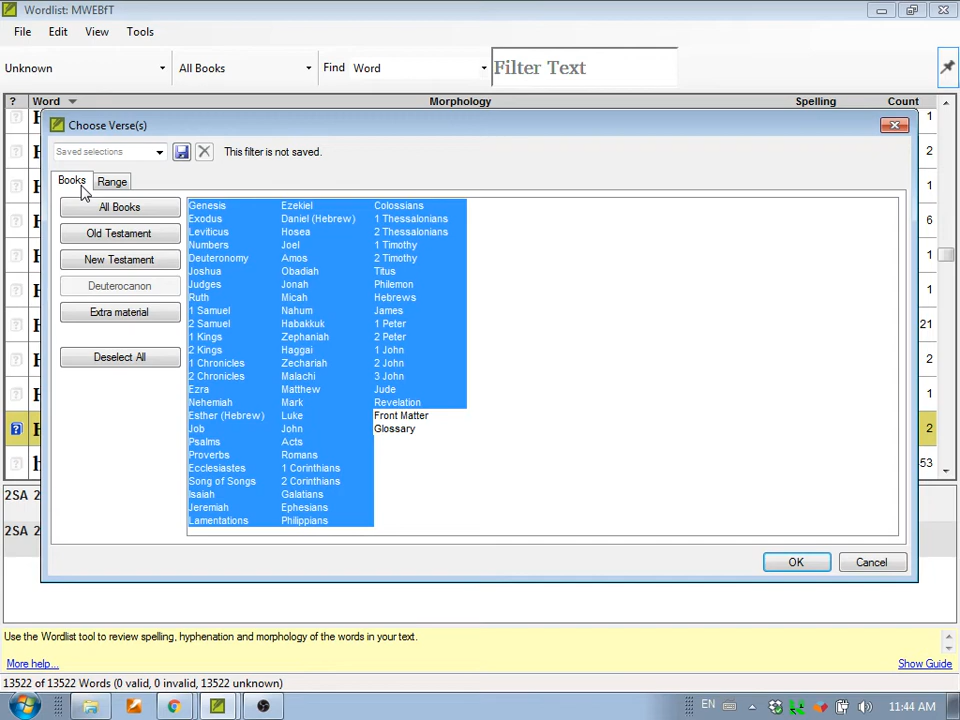 Wordlist: MWEBfT
File Edit View Tools
Unknown All Books Find Word Filter Text
? Word Morphology Spelling Count
1
2
1
6
1
1
21
2
1
2
53
Choose Verse(s)
Saved selections This filter is not saved.
Books Range
All Books
Old Testament
New Testament
Deuterocanon
Extra material
Deselect All
Genesis Ezekiel Colossians
Exodus Daniel (Hebrew) 1 Thessalonians
Leviticus Hosea 2 Thessalonians
Numbers Joel 1 Timothy
Deuteronomy Amos 2 Timothy
Joshua Obadiah Titus
Judges Jonah Philemon
Ruth Micah Hebrews
1 Samuel Nahum James
2 Samuel Habakkuk 1 Peter
1 Kings Zephaniah 2 Peter
2 Kings Haggai 1 John
1 Chronicles Zechariah 2 John
2 Chronicles Malachi 3 John
Ezra Matthew Jude
Nehemiah Mark Revelation
Esther (Hebrew) Luke Front Matter
Job John Glossary
Psalms Acts
Proverbs Romans
Ecclesiastes 1 Corinthians
Song of Songs 2 Corinthians
Isaiah Galatians
Jeremiah Ephesians
Lamentations Philippians
OK Cancel
2SA 2
2SA 2
Use the Wordlist tool to review spelling, hyphenation and morphology of the words in your text.
More help... Show Guide
13522 of 13522 Words (0 valid, 0 invalid, 13522 unknown)
EN 11:44 AM